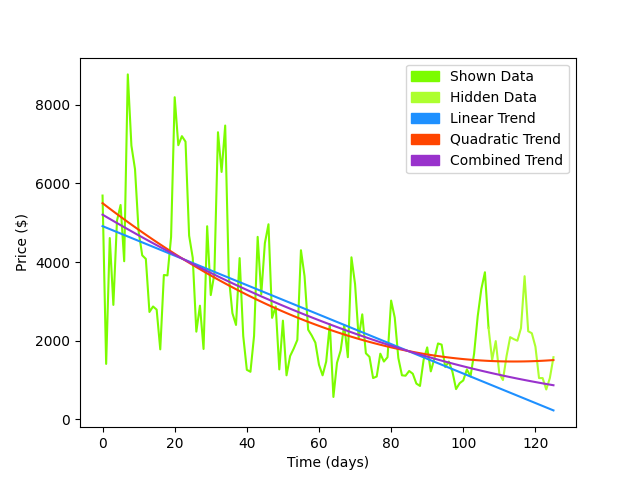 Shown Data
Hidden Data
Linear Trend
Quadratic Trend
Combined Trend
8000
6000
4000
2000
0
Price ($)
0 20 40 60 80 100 120
Time (days)